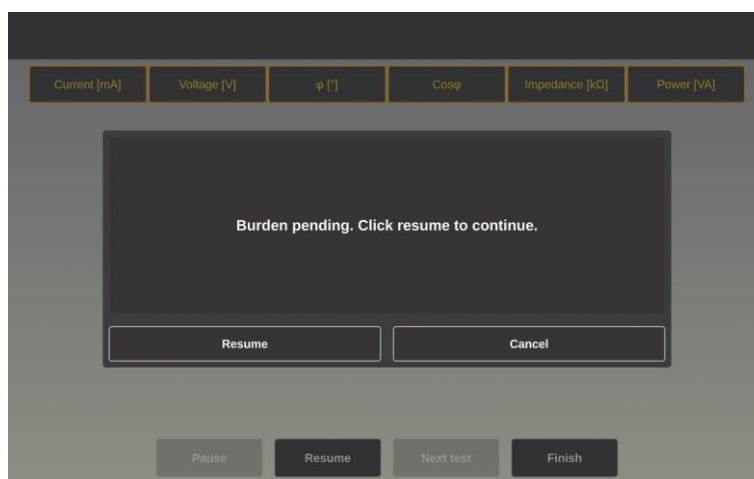 Current [mA] Voltage [V] φ [°] Cosφ Impedance [kΩ] Power [VA]
Burden pending. Click resume to continue.
Resume Cancel
Pause Resume Next test Finish